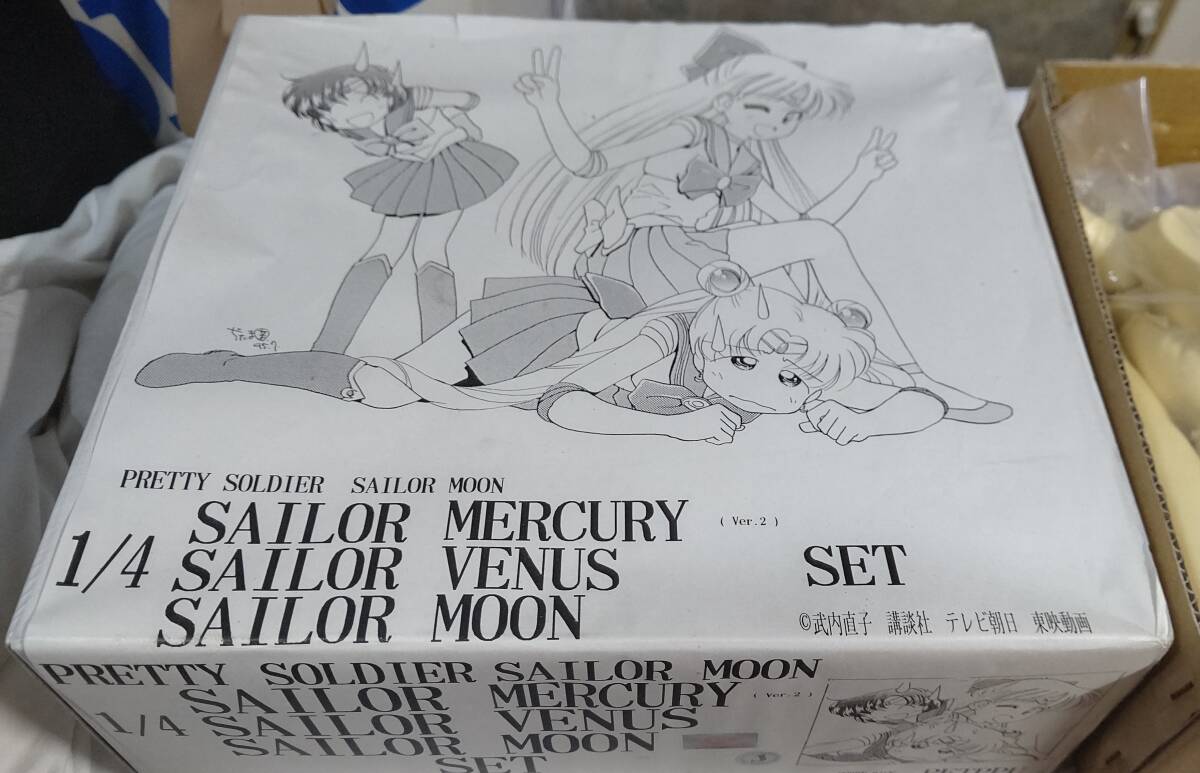 '95.7
PRETTY SOLDIER SAILOR MOON
SAILOR MERCURY ( Ver.2 )
1/4 SAILOR VENUS SET
SAILOR MOON
©武内直子 講談社 テレビ朝日 東映動画
PRETTY SOLDIER SAILOR MOON
SAILOR MERCURY ( Ver.2 )
1/4 SAILOR VENUS
SAILOR MOON
SET